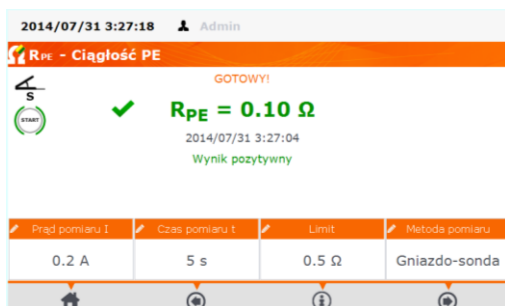 2014/07/31 3:27:18 Admin
RPE - Ciągłość PE
GOTOWY!
S
START
RPE = 0.10 Ω
2014/07/31 3:27:04
Wynik pozytywny
Prąd pomiaru I Czas pomiaru t Limit Metoda pomiaru
0.2 A 5 s 0.5 Ω Gniazdo-sonda